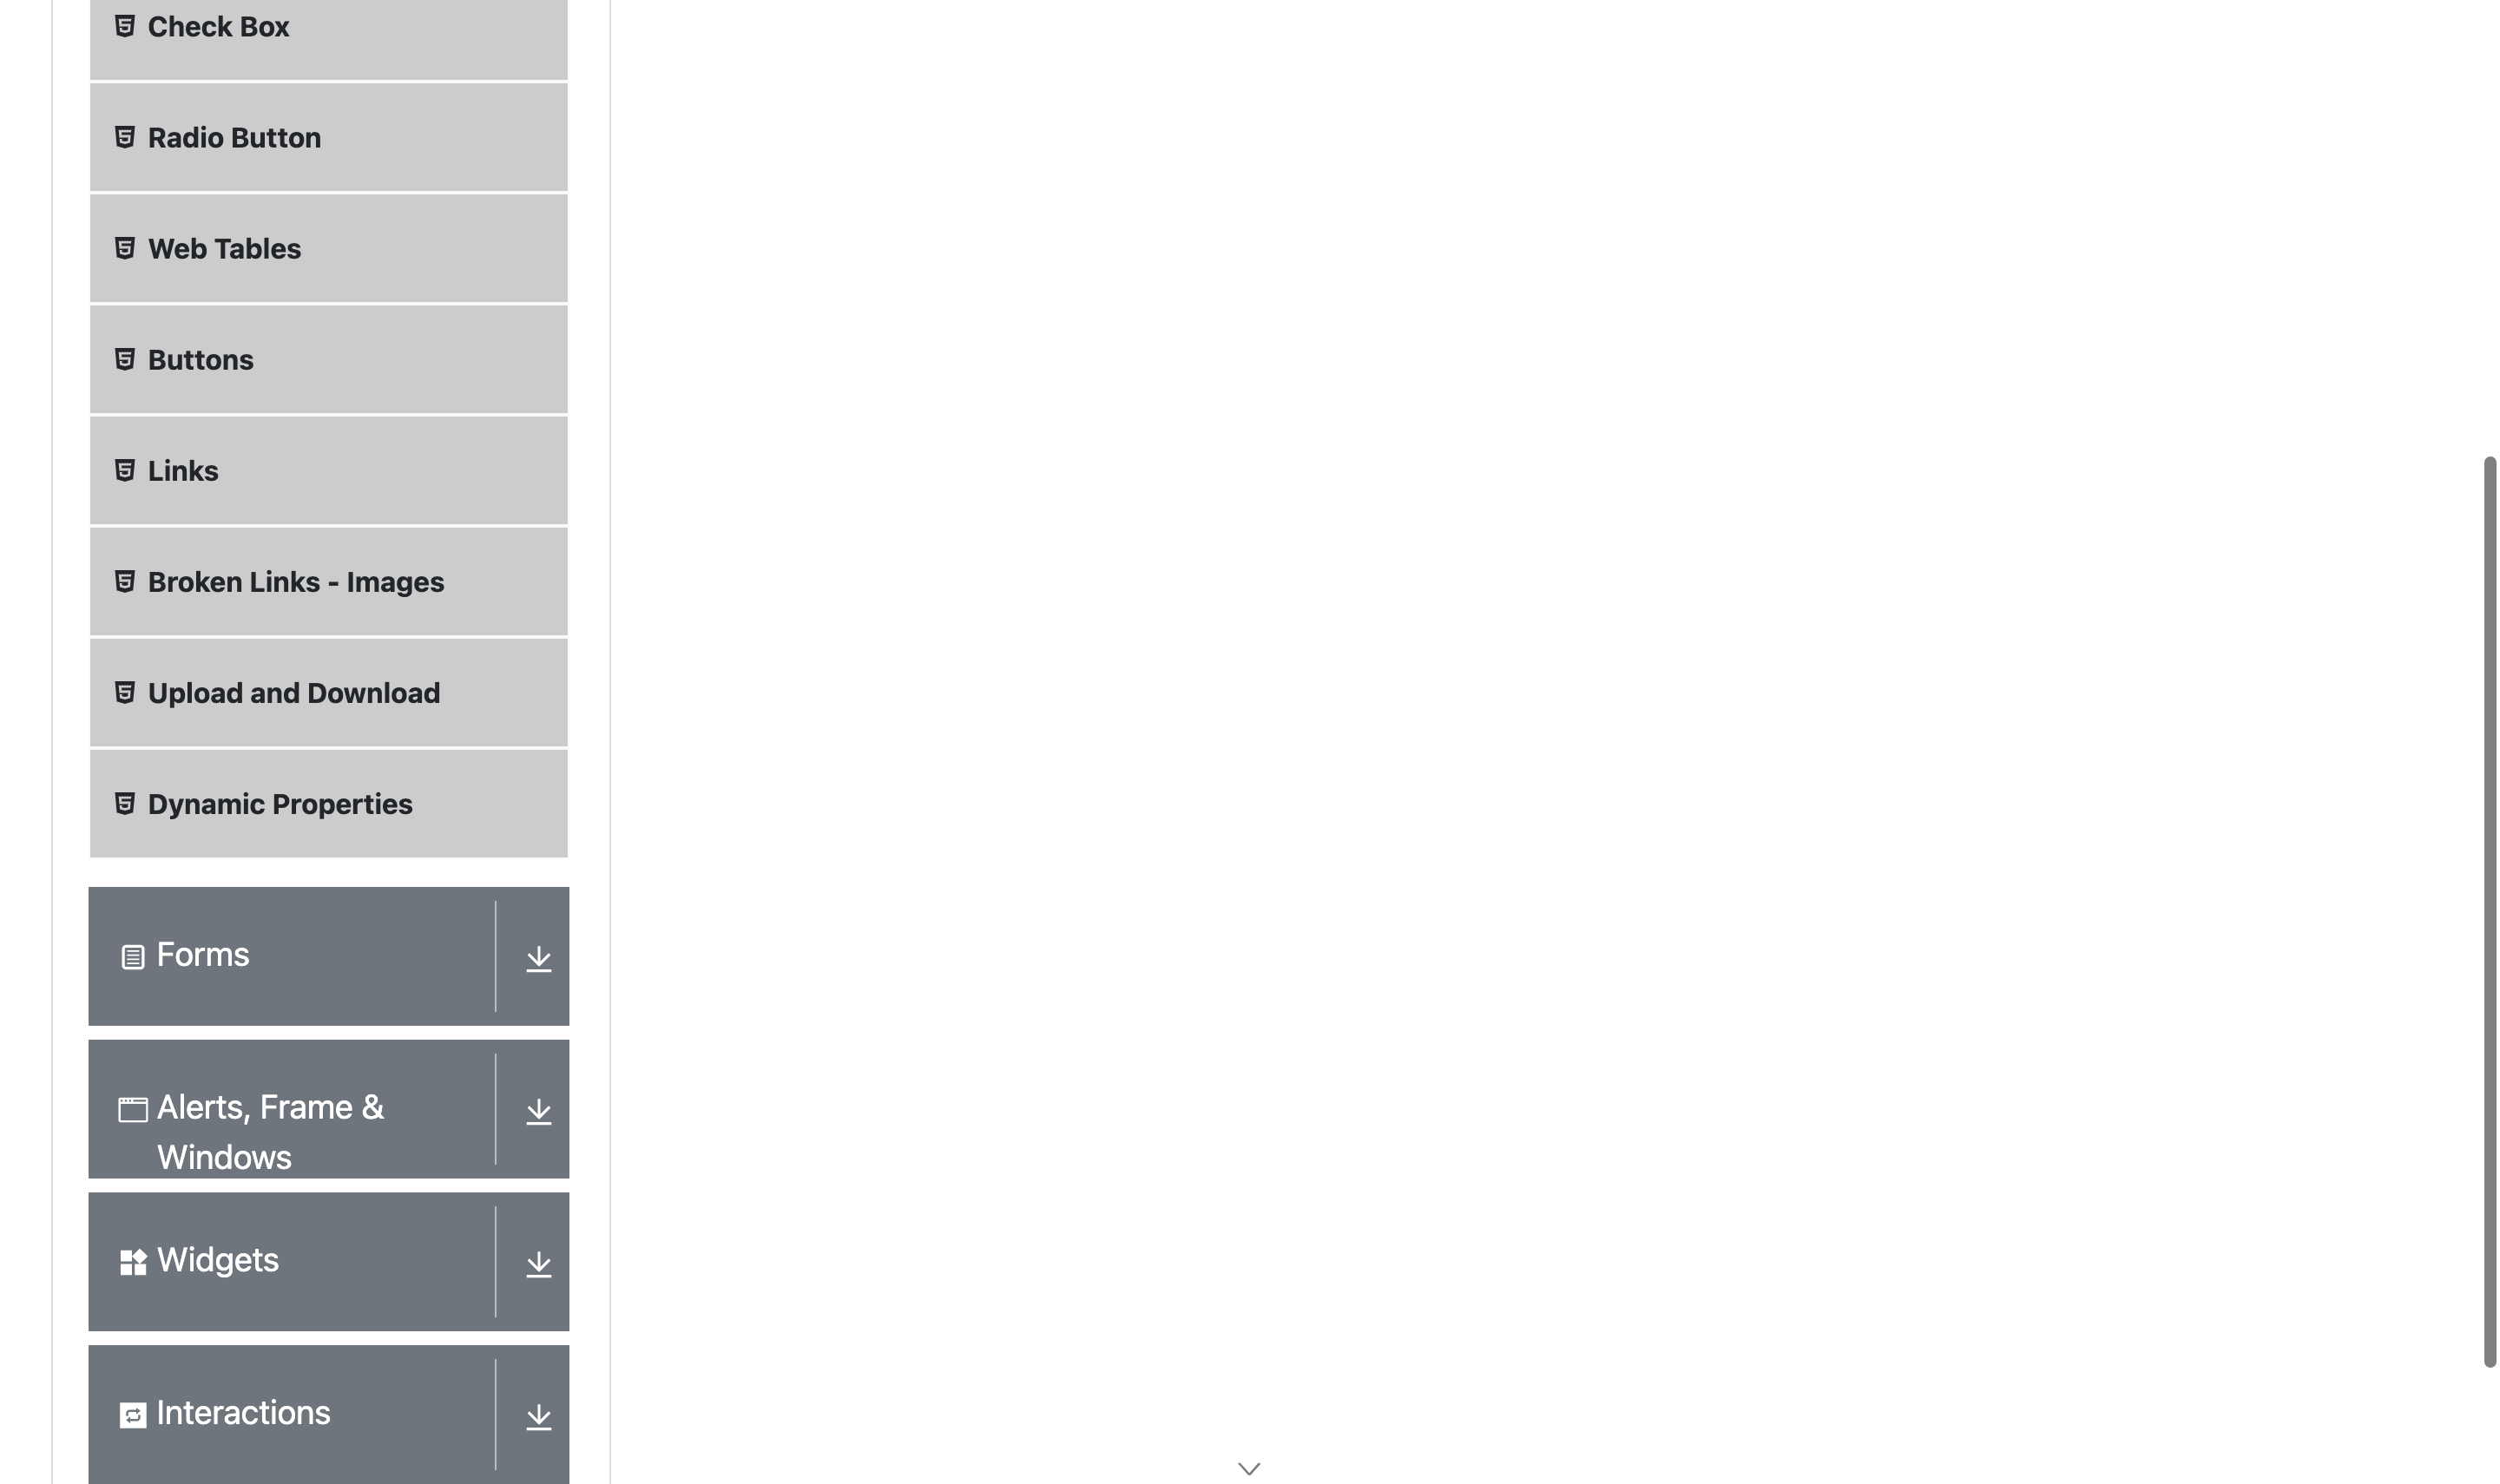 Check Box
Radio Button
Web Tables
Buttons
Links
Broken Links - Images
Upload and Download
Dynamic Properties
Forms
Alerts, Frame &
Windows
Widgets
Interactions